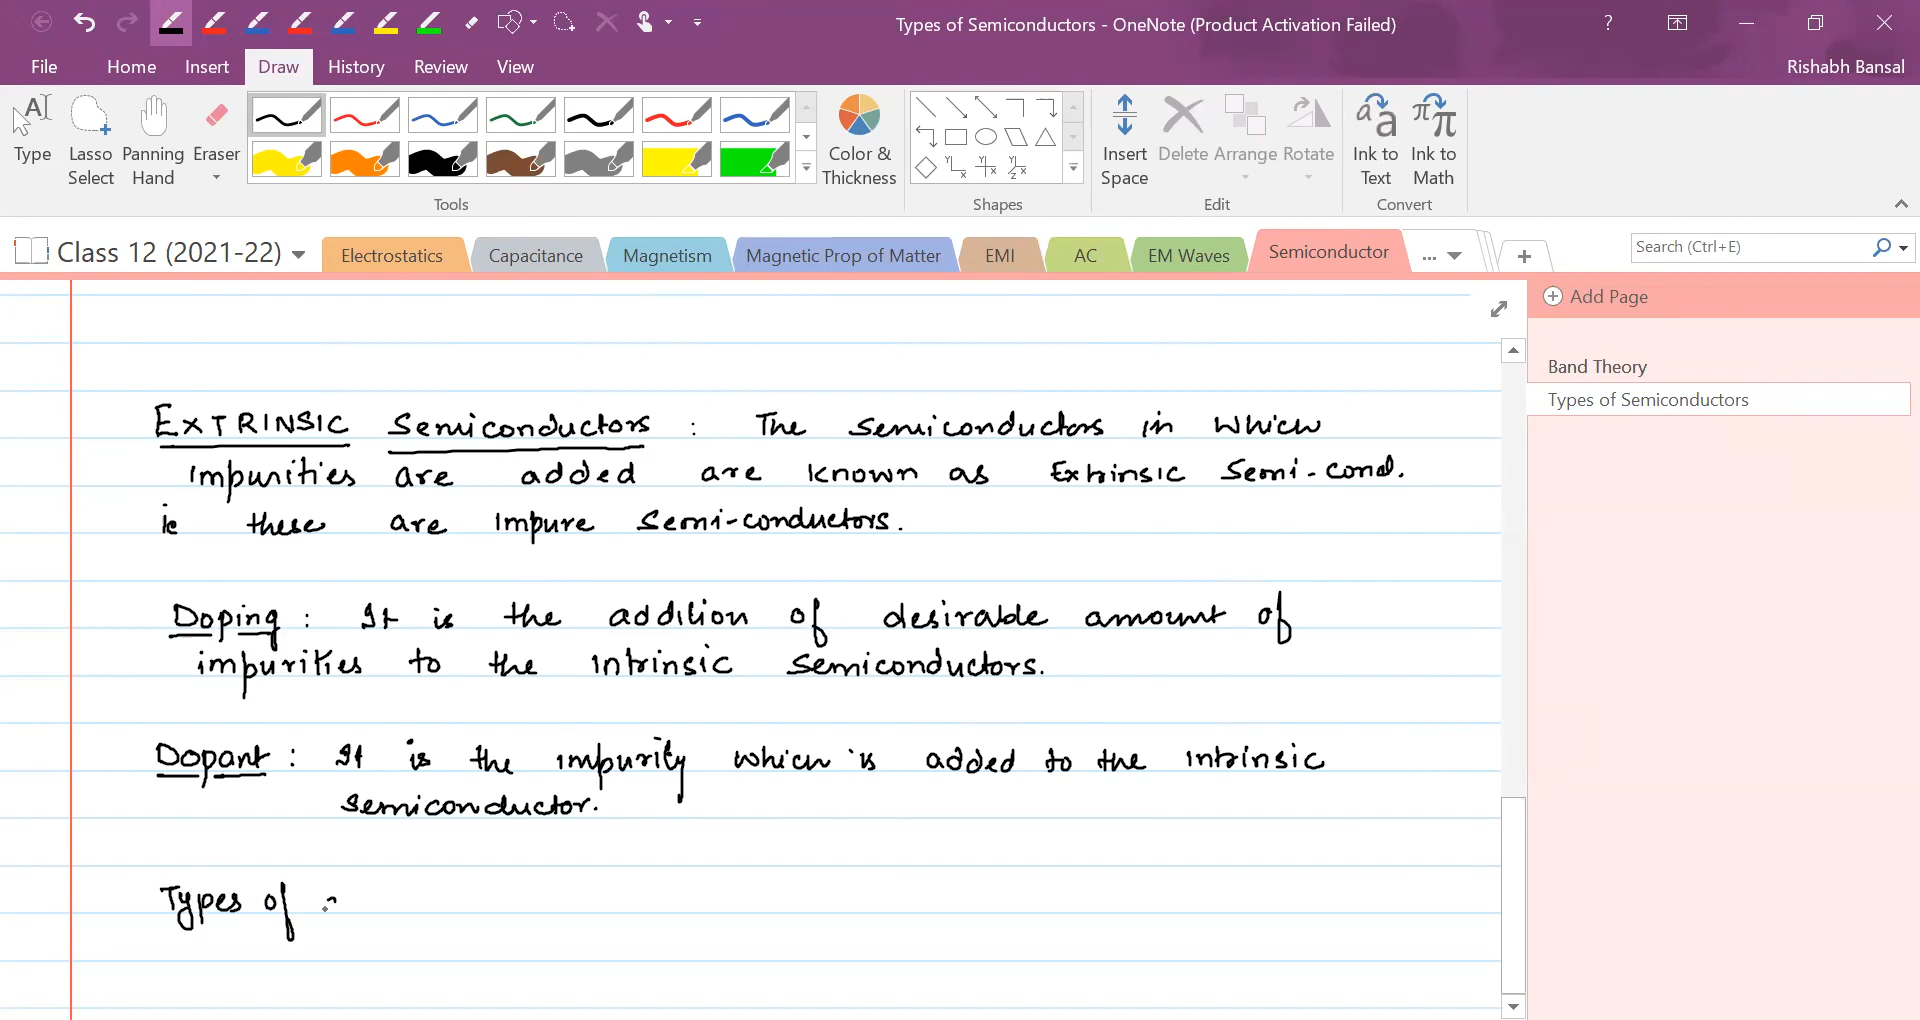 Types of Semiconductors - OneNote (Product Activation Failed)
?
File Home Insert Draw History Review View
Rishabh Bansal
Type
Lasso Select
Panning Hand
Eraser
Color & Thickness
Insert Space
Delete
Arrange
Rotate
Ink to Text
Ink to Math
Tools
Shapes
Edit
Convert
Class 12 (2021-22)
Electrostatics Capacitance Magnetism Magnetic Prop of Matter EMI AC EM Waves Semiconductor ... +
Search (Ctrl+E)
Add Page
Band Theory
Types of Semiconductors
EXTRINSIC Semiconductors : The semiconductors in which
impurities are added are known as Extrinsic Semi-cond.
ie these are impure Semi-conductors.
Doping : It is the addition of desirable amount of
impurities to the intrinsic semiconductors.
Dopant : It is the impurity which is added to the intrinsic
semiconductor.
Types of